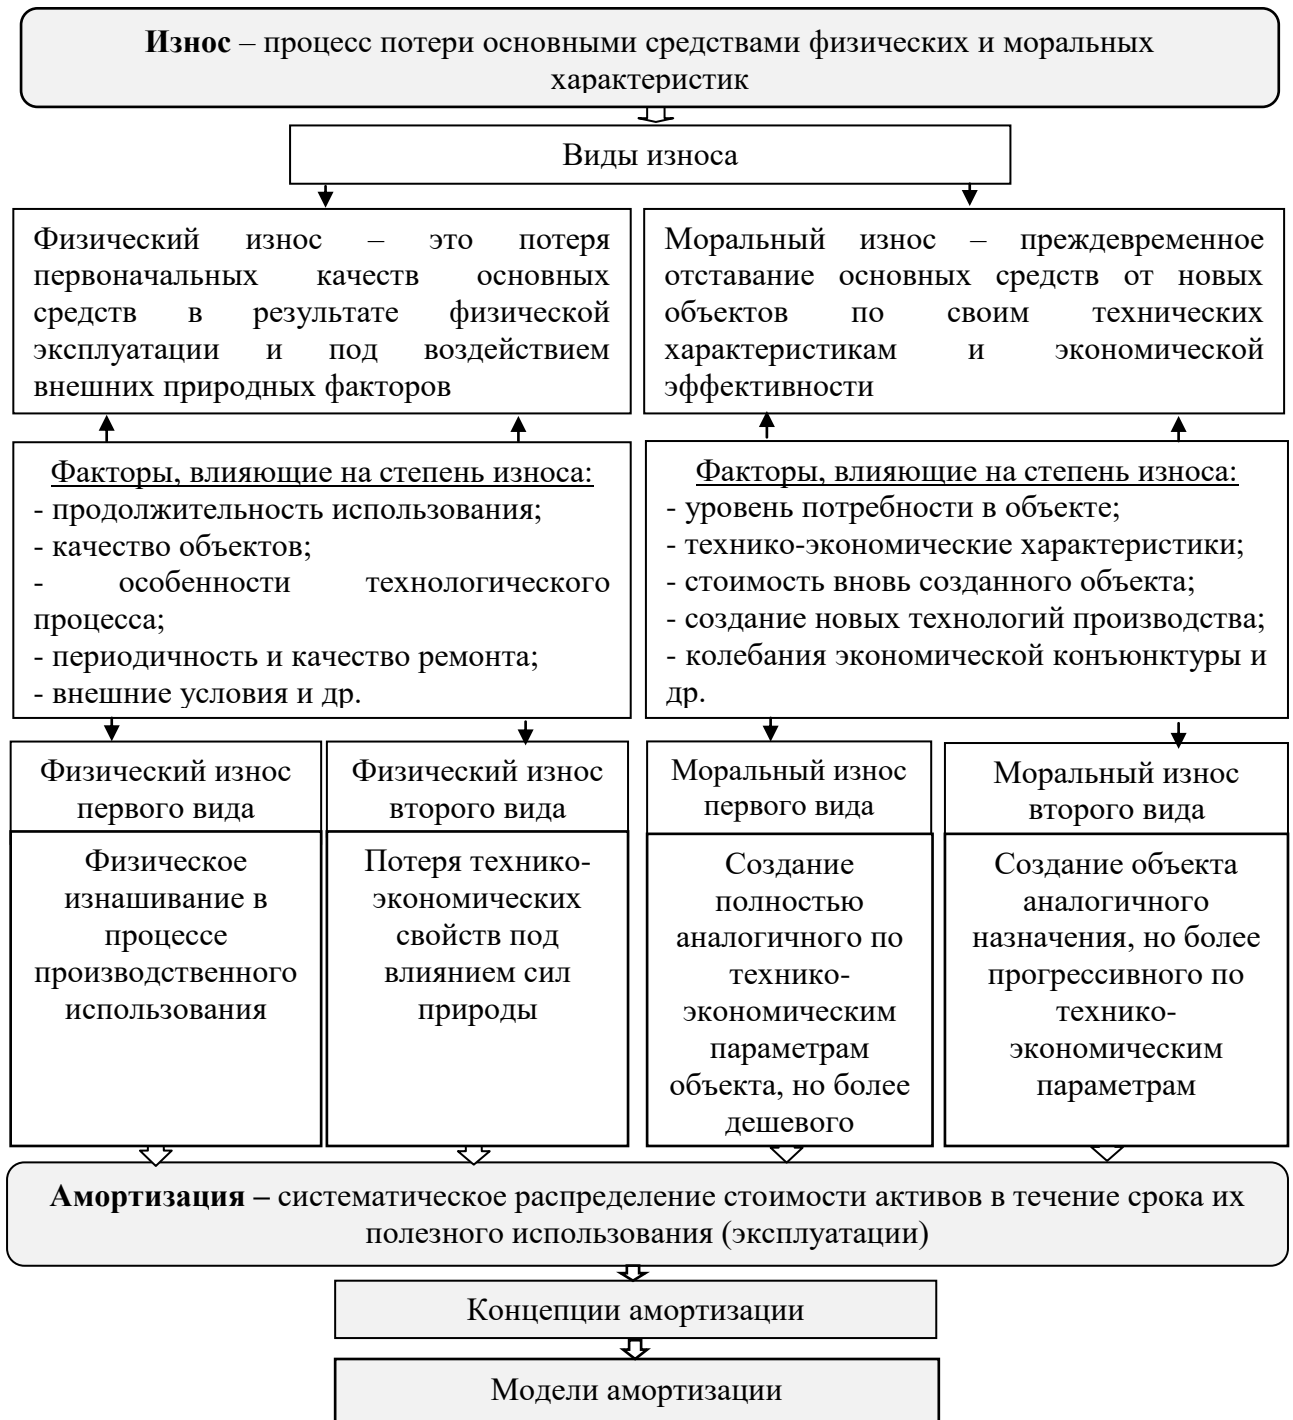 Износ – процесс потери основными средствами физических и моральных
характеристик
Виды износа
Физический износ – это потеря
первоначальных качеств основных
средств в результате физической
эксплуатации и под воздействием
внешних природных факторов
Моральный износ – преждевременное
отставание основных средств от новых
объектов по своим технических
характеристикам и экономической
эффективности
Факторы, влияющие на степень износа:
- продолжительность использования;
- качество объектов;
- особенности технологического
процесса;
- периодичность и качество ремонта;
- внешние условия и др.
Факторы, влияющие на степень износа:
- уровень потребности в объекте;
- технико-экономические характеристики;
- стоимость вновь созданного объекта;
- создание новых технологий производства;
- колебания экономической конъюнктуры и
др.
Физический износ
первого вида
Физический износ
второго вида
Моральный износ
первого вида
Моральный износ
второго вида
Физическое
изнашивание в
процессе
производственного
использования
Потеря технико-
экономических
свойств под
влиянием сил
природы
Создание
полностью
аналогичного по
технико-
экономическим
параметрам
объекта, но более
дешевого
Создание объекта
аналогичного
назначения, но более
прогрессивного по
технико-
экономическим
параметрам
Амортизация – систематическое распределение стоимости активов в течение срока их
полезного использования (эксплуатации)
Концепции амортизации
Модели амортизации